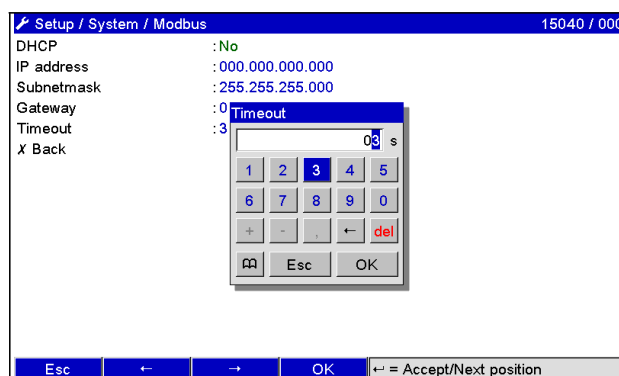 Setup / System / Modbus 15040 / 000
DHCP :No
IP address :000.000.000.000
Subnetmask :255.255.255.000
Gateway :0
Timeout :3
✗ Back
Timeout
03 s
1 2 3 4 5
6 7 8 9 0
+ - , ← del
Esc OK
Esc ← → OK ↩ = Accept/Next position